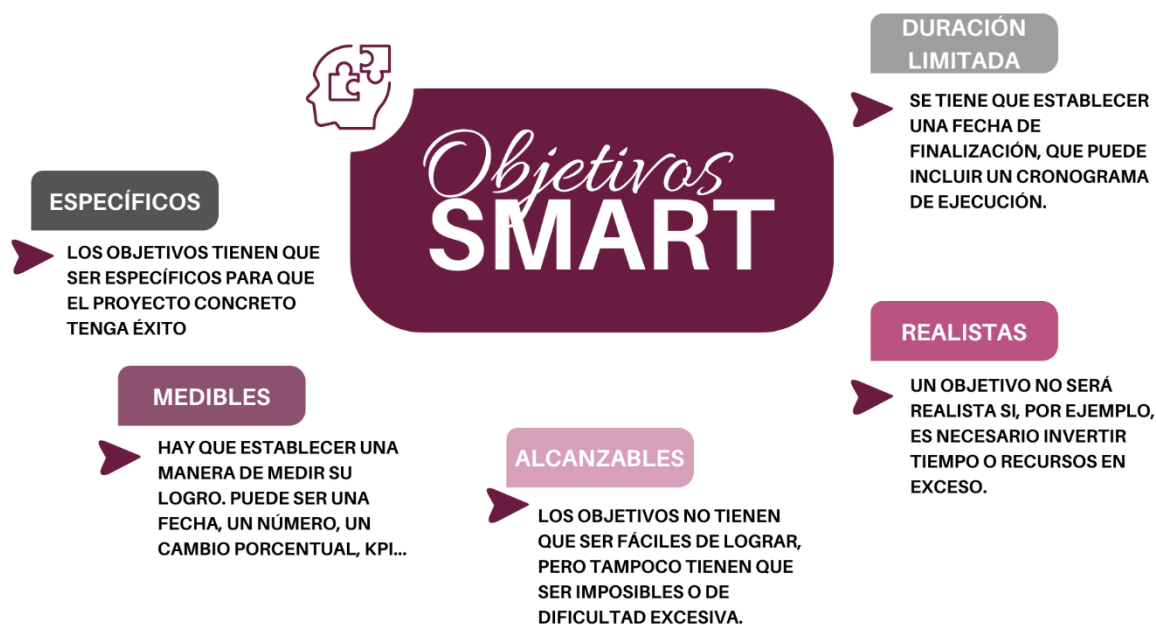 Objetivos
SMART
ESPECÍFICOS
LOS OBJETIVOS TIENEN QUE
SER ESPECÍFICOS PARA QUE
EL PROYECTO CONCRETO
TENGA ÉXITO
MEDIBLES
HAY QUE ESTABLECER UNA
MANERA DE MEDIR SU
LOGRO. PUEDE SER UNA
FECHA, UN NÚMERO, UN
CAMBIO PORCENTUAL, KPI...
ALCANZABLES
LOS OBJETIVOS NO TIENEN
QUE SER FÁCILES DE LOGRAR,
PERO TAMPOCO TIENEN QUE
SER IMPOSIBLES O DE
DIFICULTAD EXCESIVA.
REALISTAS
UN OBJETIVO NO SERÁ
REALISTA SI, POR EJEMPLO,
ES NECESARIO INVERTIR
TIEMPO O RECURSOS EN
EXCESO.
DURACIÓN
LIMITADA
SE TIENE QUE ESTABLECER
UNA FECHA DE
FINALIZACIÓN, QUE PUEDE
INCLUIR UN CRONOGRAMA
DE EJECUCIÓN.